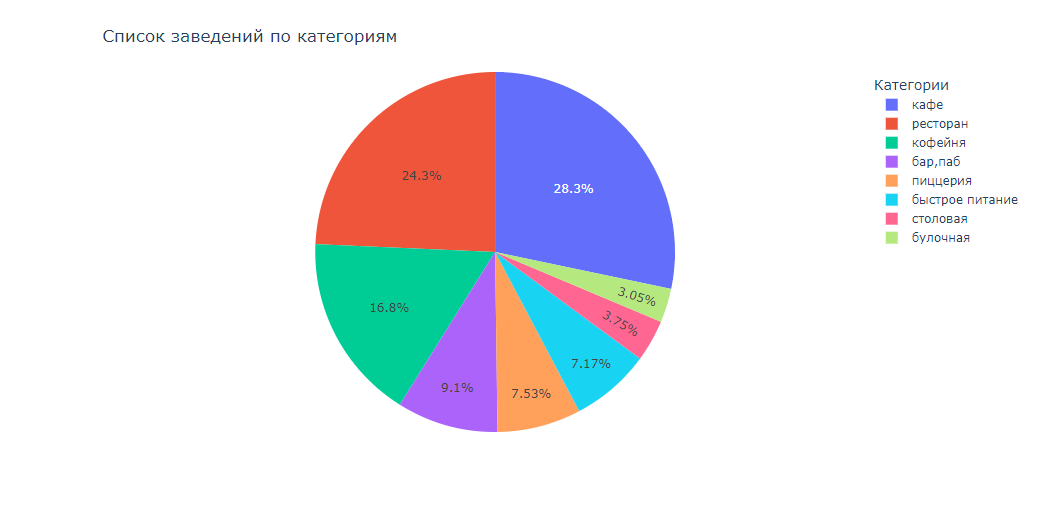 Список заведений по категориям
Категории
кафе
ресторан
кофейня
бар,паб
пиццерия
быстрое питание
столовая
булочная
24.3%
28.3%
3.05%
3.75%
16.8%
7.17%
9.1%
7.53%